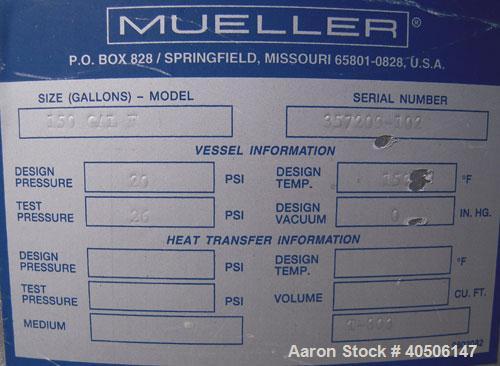 MUELLER®
P.O. BOX 828 / SPRINGFIELD, MISSOURI 65801-0828, U.S.A.
SIZE (GALLONS) – MODEL SERIAL NUMBER
150
VESSEL INFORMATION
DESIGN PRESSURE 20 PSI DESIGN TEMP. °F
TEST PRESSURE 26 PSI DESIGN VACUUM 0 IN. HG.
HEAT TRANSFER INFORMATION
DESIGN PRESSURE PSI DESIGN TEMP. °F
TEST PRESSURE PSI VOLUME CU. FT.
MEDIUM
Aaron Stock # 40506147